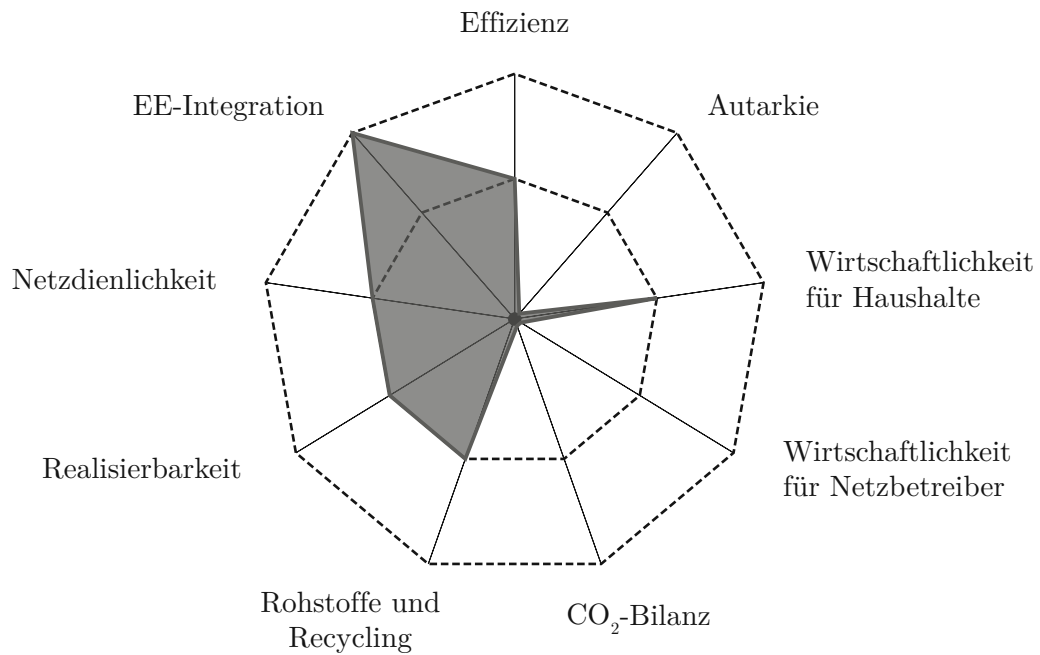 Effizienz
EE-Integration
Autarkie
Netzdienlichkeit
Wirtschaftlichkeit
für Haushalte
Realisierbarkeit
Wirtschaftlichkeit
für Netzbetreiber
Rohstoffe und
Recycling
CO₂-Bilanz